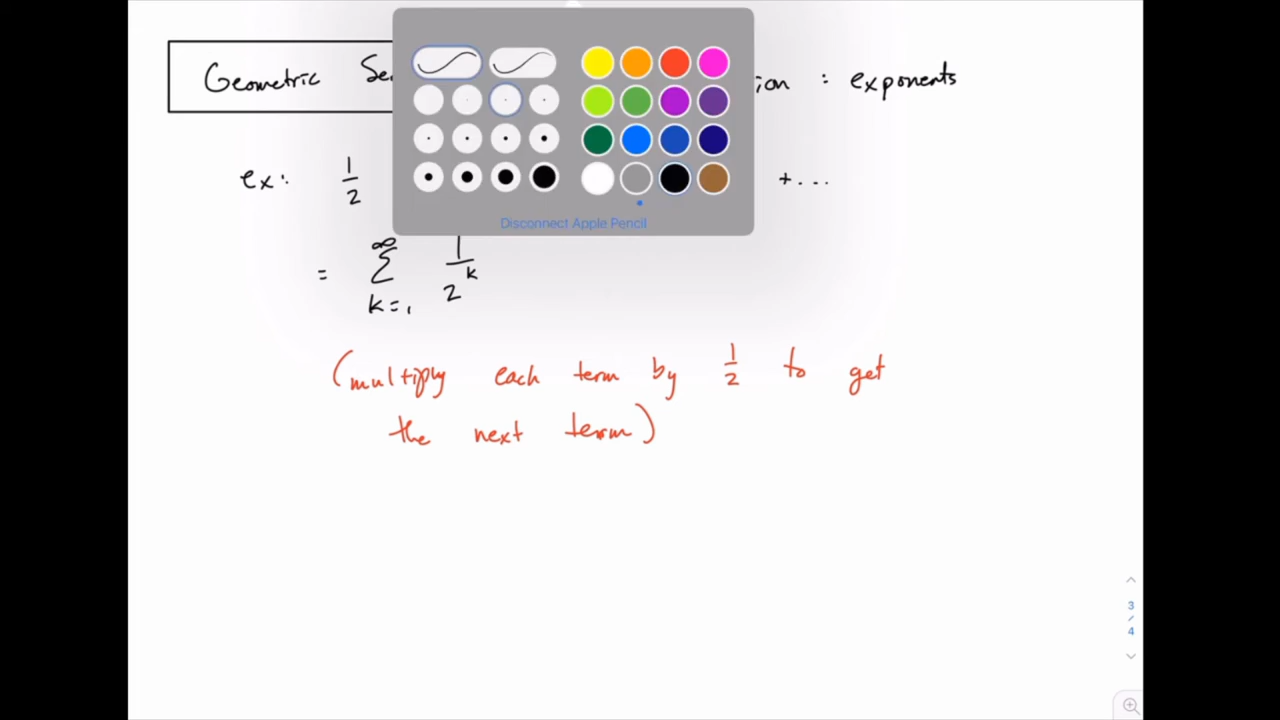 Geometric Se
ion : exponents
ex: 1/2
+...
= ∞ Σ k=1 1/2^k
(multiply each term by 1/2 to get
the next term)
Disconnect Apple Pencil
3
/
4